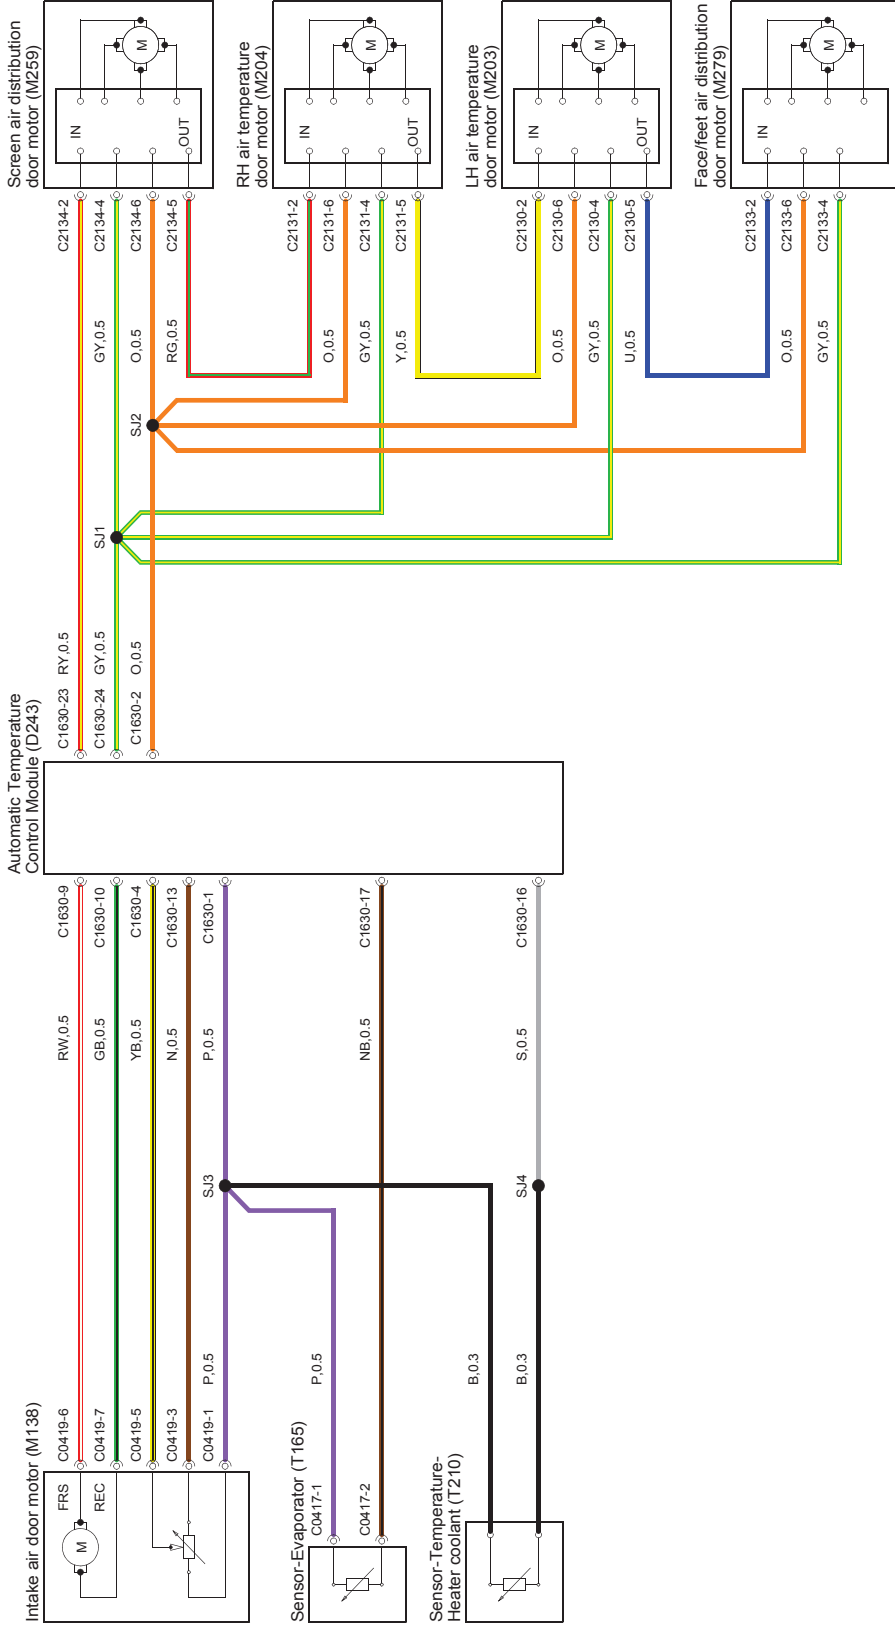 Screen air distribution
door motor (M259)
IN
OUT
M
C2134-2
C2134-4
C2134-6
C2134-5
GY,0.5
O,0.5
RG,0.5
RH air temperature
door motor (M204)
IN
OUT
M
C2131-2
C2131-6
C2131-4
C2131-5
O,0.5
GY,0.5
Y,0.5
LH air temperature
door motor (M203)
IN
OUT
M
C2130-2
C2130-6
C2130-4
C2130-5
O,0.5
GY,0.5
U,0.5
Face/feet air distribution
door motor (M279)
IN
M
C2133-2
C2133-6
C2133-4
O,0.5
GY,0.5
SJ2
SJ1
RY,0.5
GY,0.5
O,0.5
C1630-23
C1630-24
C1630-2
Automatic Temperature
Control Module (D243)
C1630-9
C1630-10
C1630-4
C1630-13
C1630-1
C1630-17
C1630-16
RW,0.5
GB,0.5
YB,0.5
N,0.5
P,0.5
NB,0.5
S,0.5
SJ3
SJ4
P,0.5
P,0.5
B,0.3
B,0.3
Intake air door motor (M138)
C0419-6
C0419-7
C0419-5
C0419-3
C0419-1
FRS
REC
M
Sensor-Evaporator (T165)
C0417-1
C0417-2
Sensor-Temperature-
Heater coolant (T210)